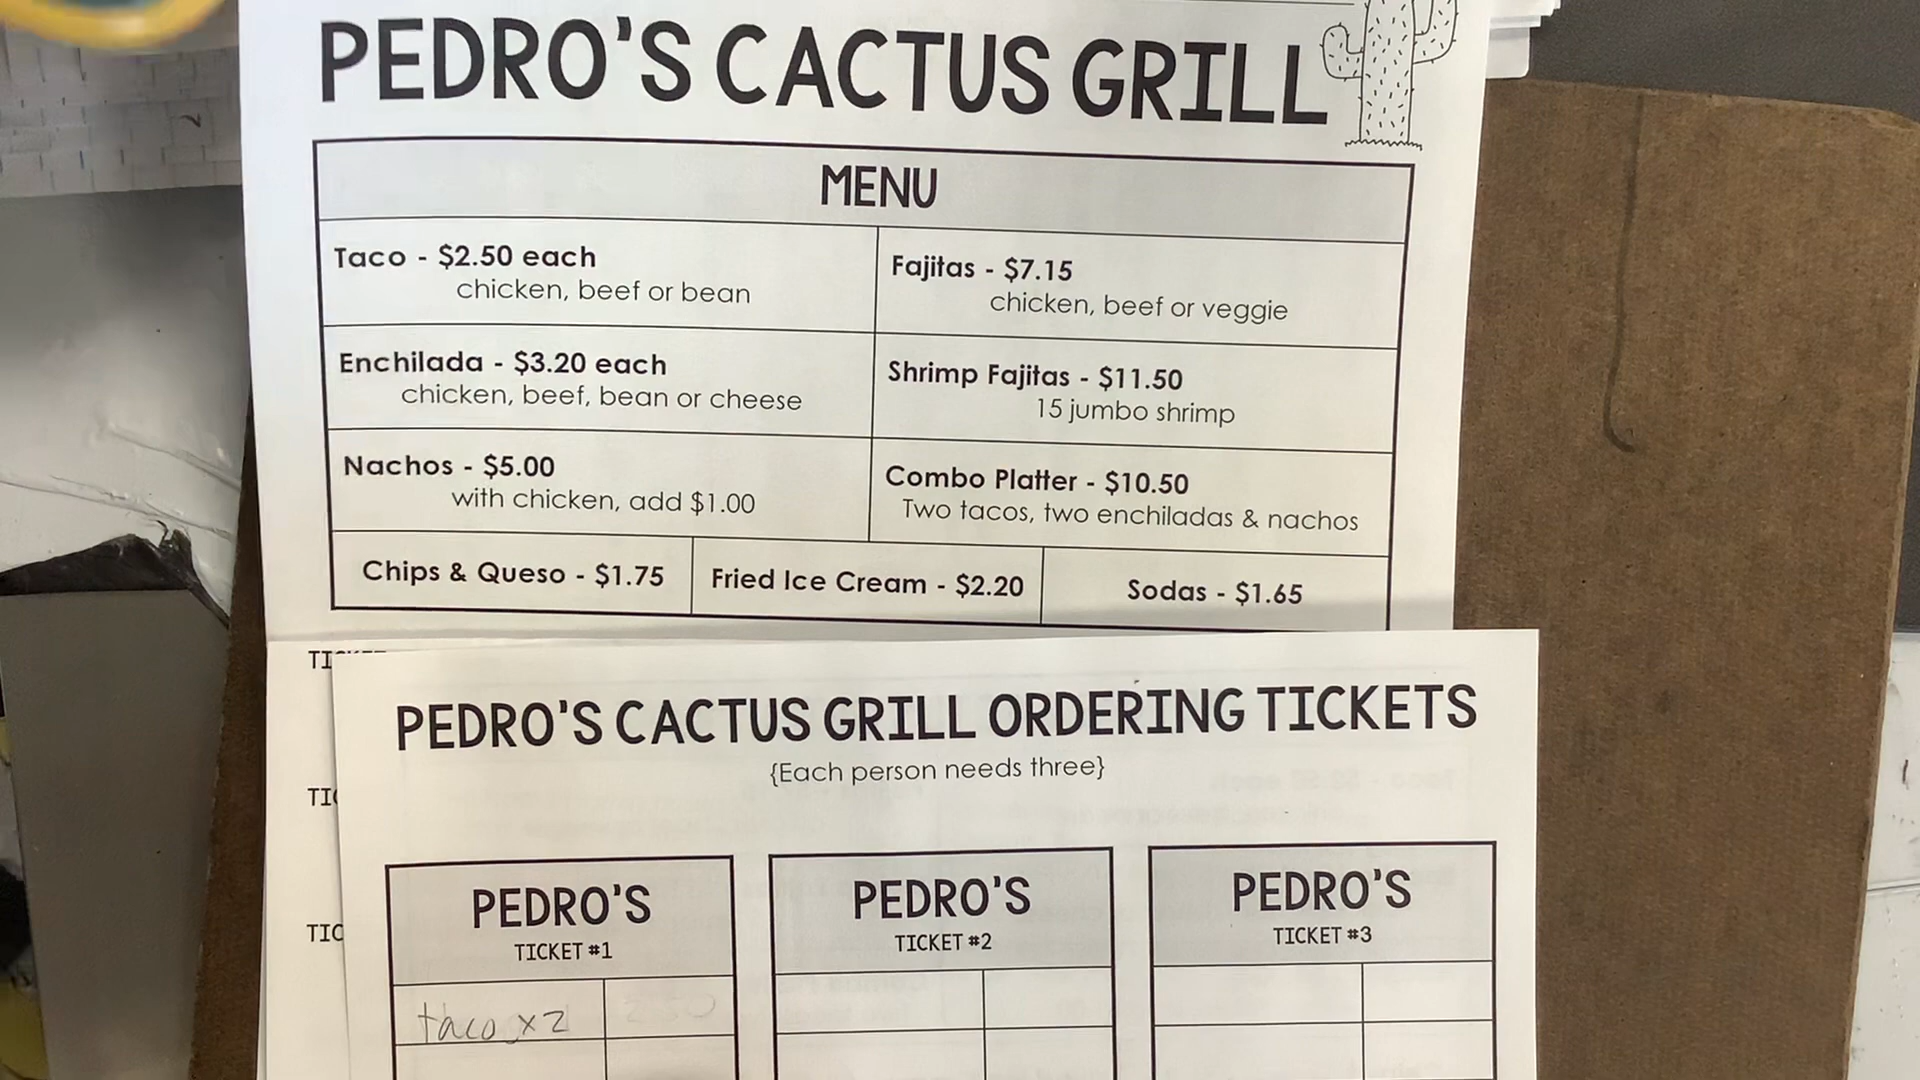 PEDRO'S CACTUS GRILL
MENU
Taco - $2.50 each
chicken, beef or bean
Fajitas - $7.15
chicken, beef or veggie
Enchilada - $3.20 each
chicken, beef, bean or cheese
Shrimp Fajitas - $11.50
15 jumbo shrimp
Nachos - $5.00
with chicken, add $1.00
Combo Platter - $10.50
Two tacos, two enchiladas & nachos
Chips & Queso - $1.75
Fried Ice Cream - $2.20
Sodas - $1.65
PEDRO'S CACTUS GRILL ORDERING TICKETS
{Each person needs three}
PEDRO'S
TICKET #1
PEDRO'S
TICKET #2
PEDRO'S
TICKET #3
taco x2